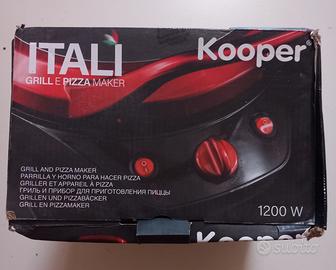 ITALI
GRILL E PIZZA MAKER
Kooper®
GRILL AND PIZZA MAKER
PARRILLA Y HORNO PARA HACER PIZZA
GRILLER ET APPAREIL À PIZZA
ГРИЛЬ И ПРИБОР ДЛЯ ПРИГОТОВЛЕНИЯ ПИЦЦЫ
GRILLEN UND PIZZABÄCKER
GRILL EN PIZZAMAKER
1200 W
Kooper
subito